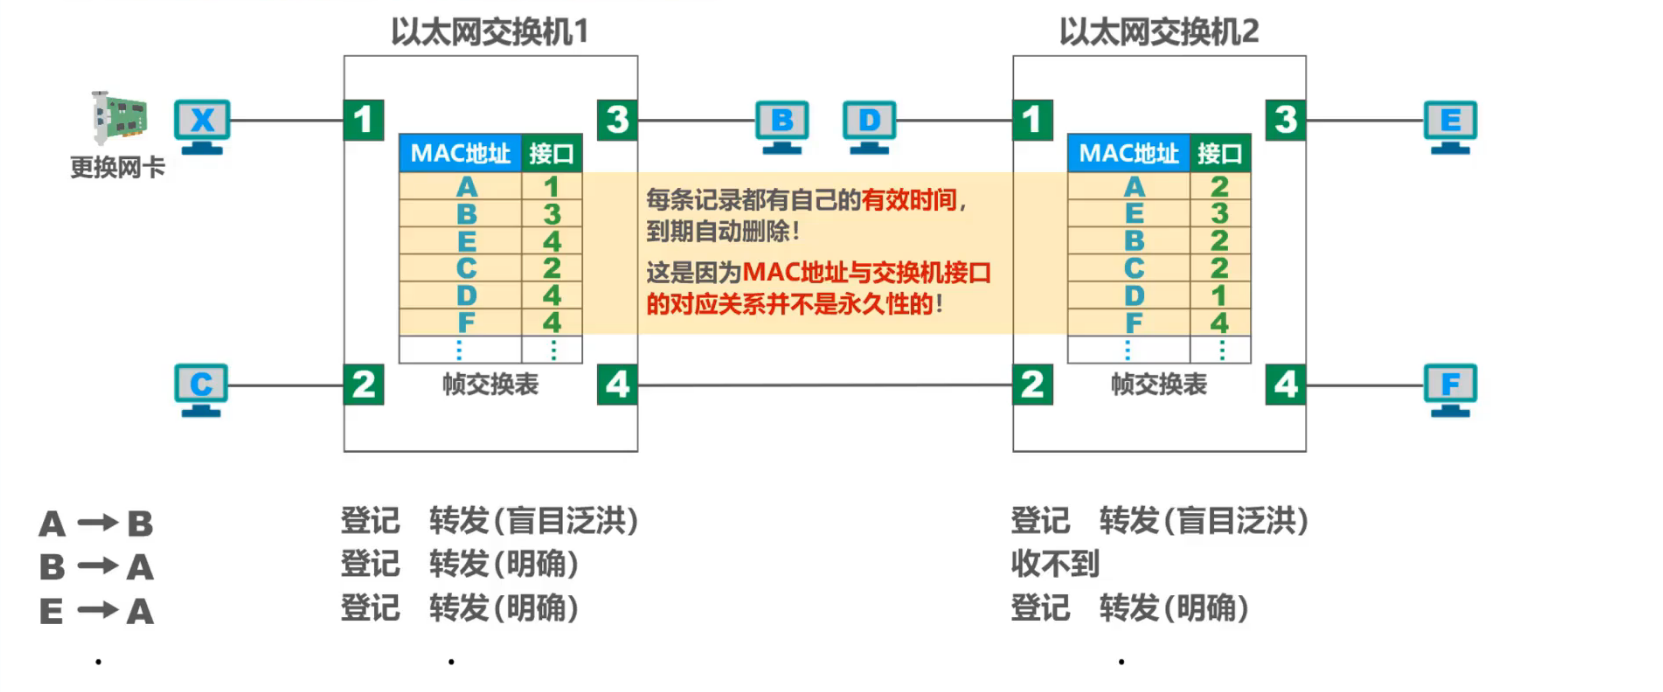 以太网交换机1
以太网交换机2
X
1
3
B
D
1
3
E
更换网卡
MAC地址 接口
A 1
B 3
E 4
C 2
D 4
F 4
⋮ ⋮
帧交换表
每条记录都有自己的有效时间，
到期自动删除！
这是因为MAC地址与交换机接口
的对应关系并不是永久性的！
MAC地址 接口
A 2
E 3
B 2
C 2
D 1
F 4
⋮ ⋮
帧交换表
C
2
4
2
4
F
A → B 登记 转发(盲目泛洪) 登记 转发(盲目泛洪)
B → A 登记 转发(明确) 收不到
E → A 登记 转发(明确) 登记 转发(明确)
. . .